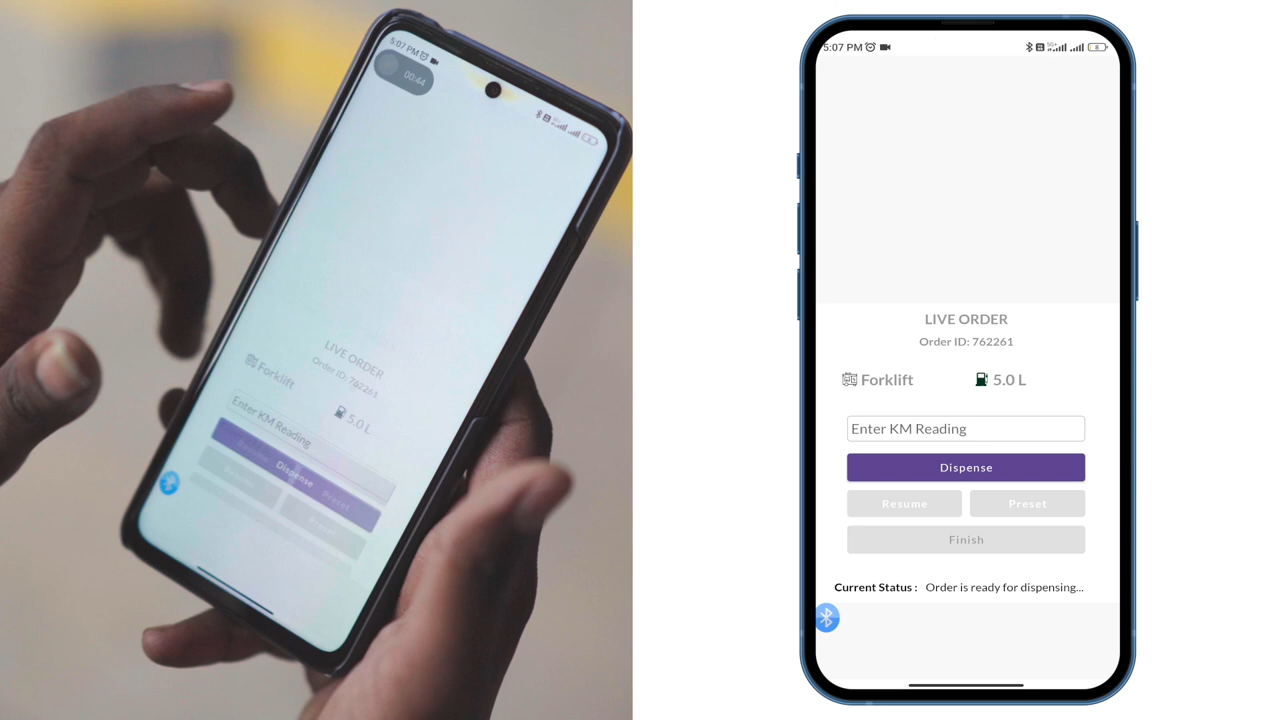 5:07 PM
00:44
LIVE ORDER
Order ID: 762261
Forklift
5.0 L
Enter KM Reading
Dispense
Preset
5:07 PM
8
LIVE ORDER
Order ID: 762261
Forklift 5.0 L
Enter KM Reading
Dispense
Resume Preset
Finish
Current Status : Order is ready for dispensing...